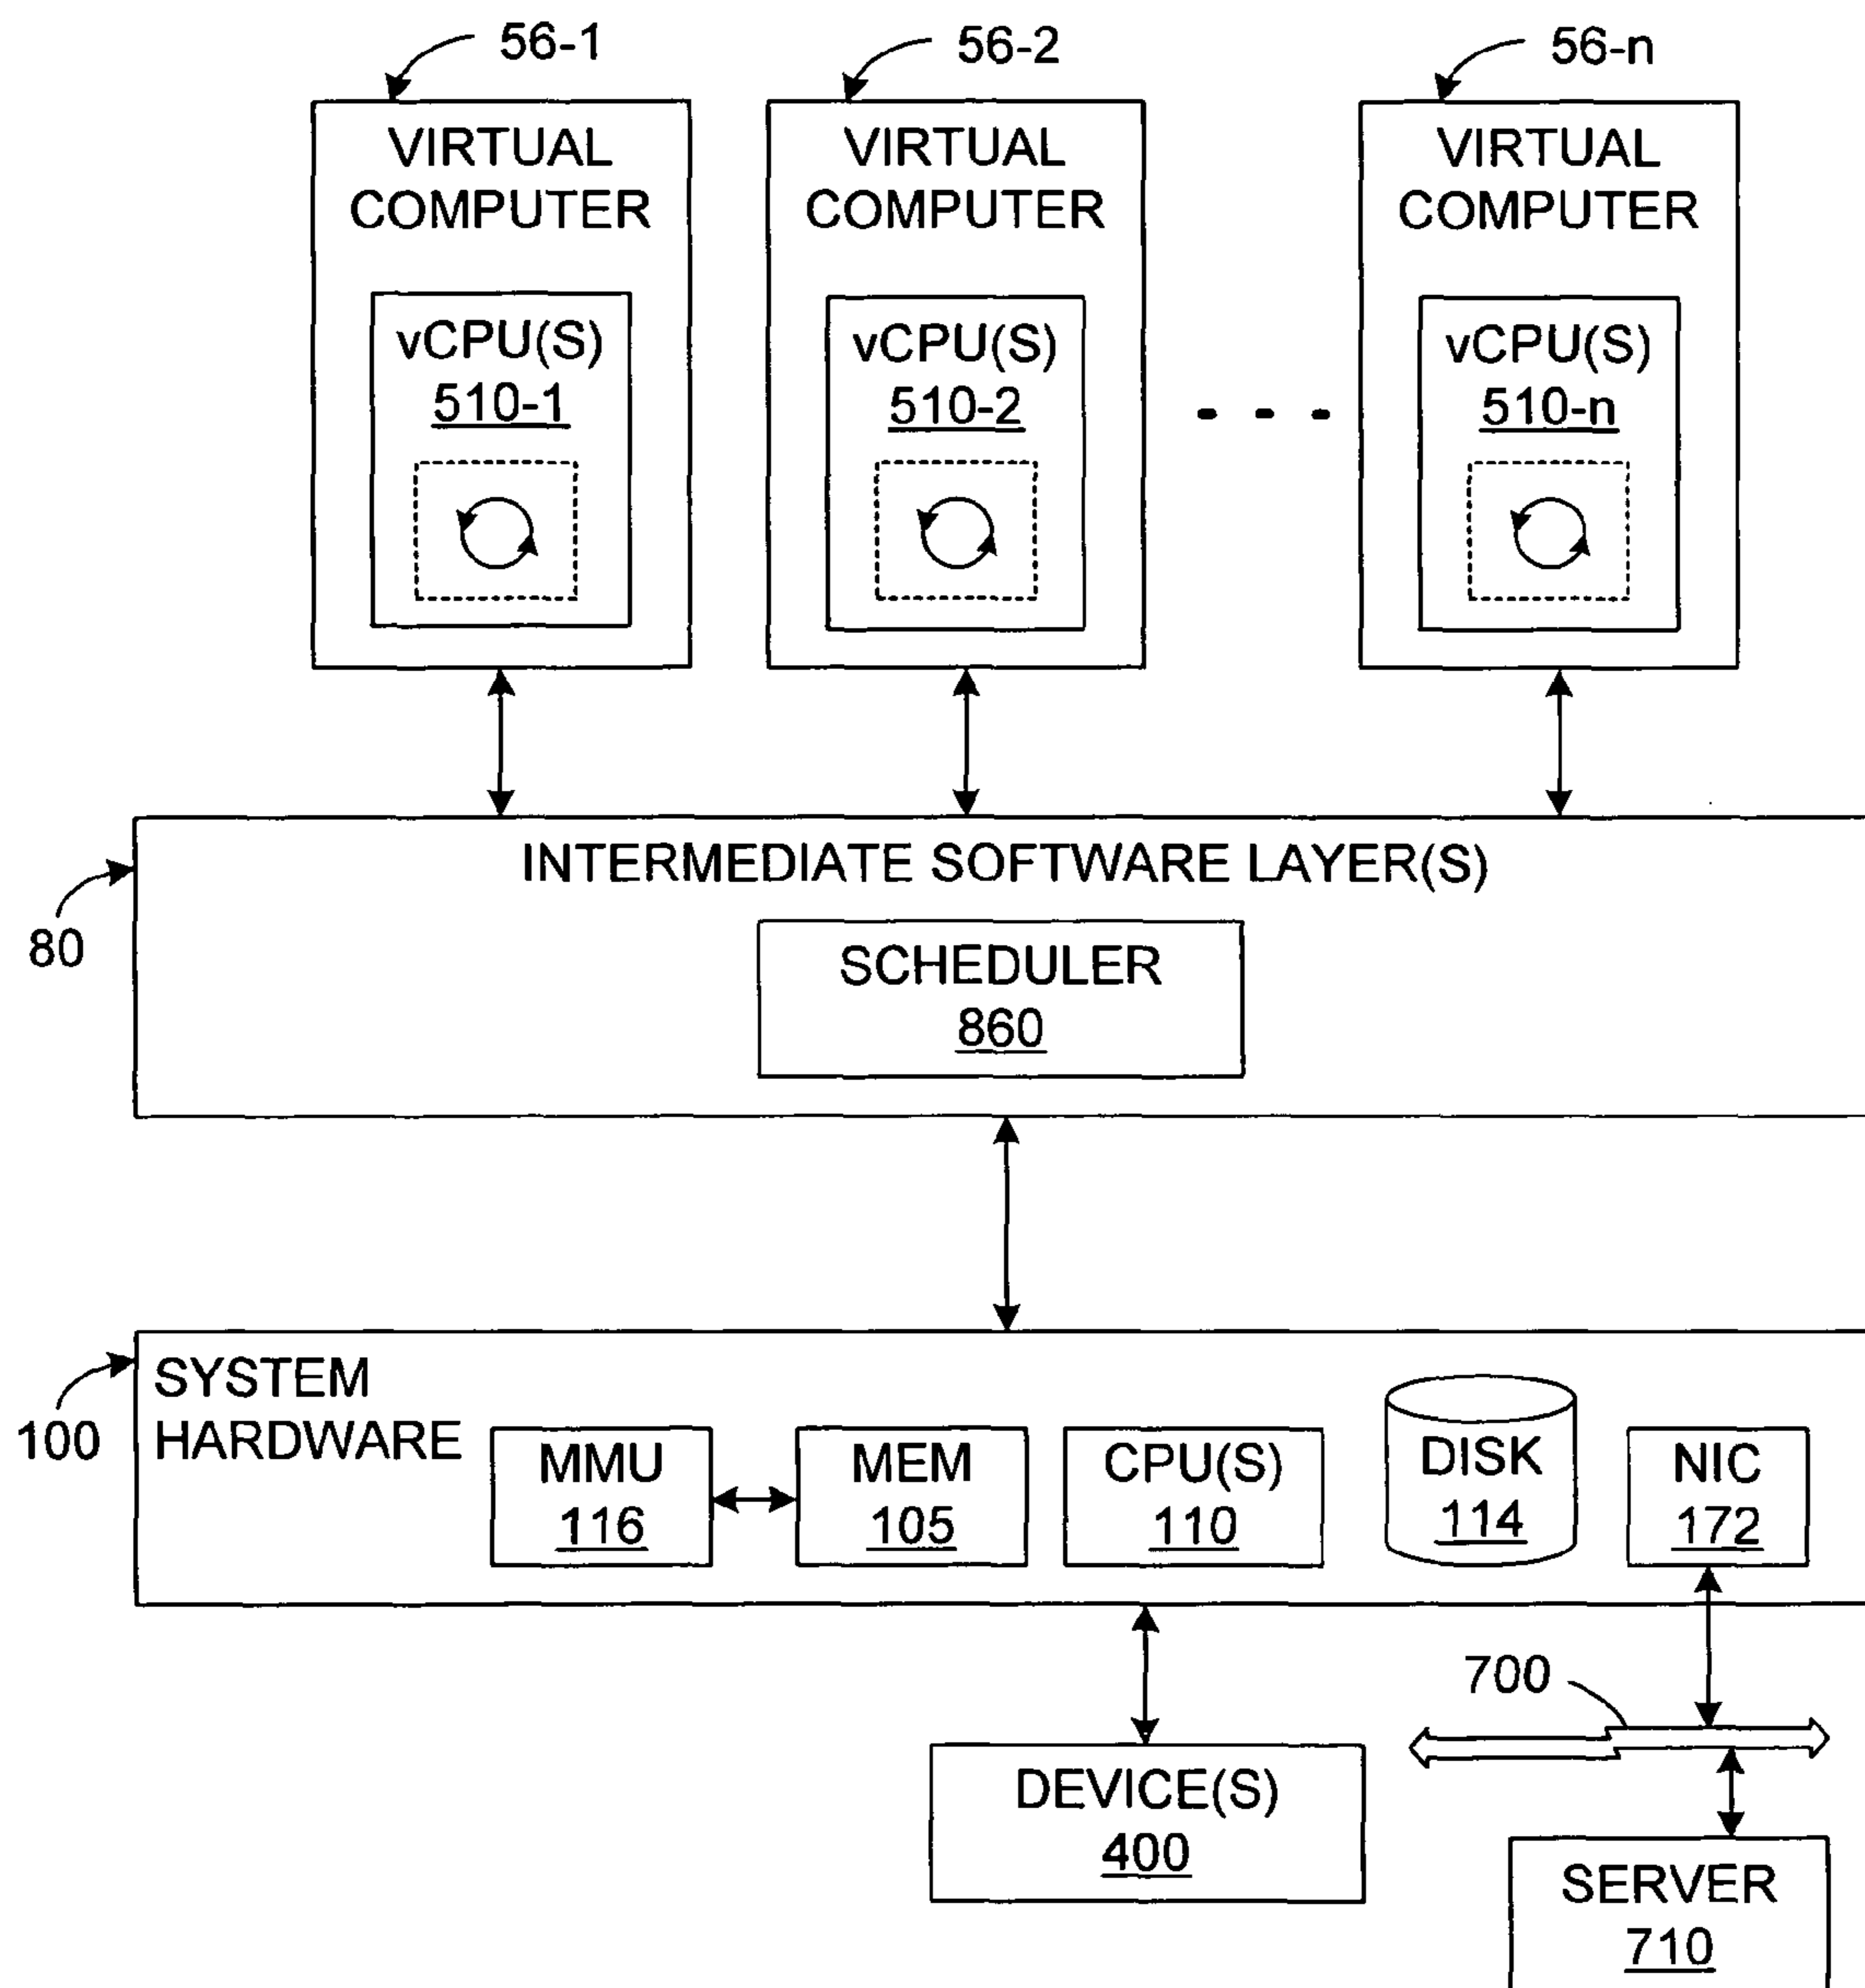 56-1
56-2
56-n
VIRTUAL
COMPUTER
vCPU(S)
510-1
VIRTUAL
COMPUTER
vCPU(S)
510-2
VIRTUAL
COMPUTER
vCPU(S)
510-n
INTERMEDIATE SOFTWARE LAYER(S)
80
SCHEDULER
860
SYSTEM
HARDWARE
100
MMU
116
MEM
105
CPU(S)
110
DISK
114
NIC
172
700
DEVICE(S)
400
SERVER
710